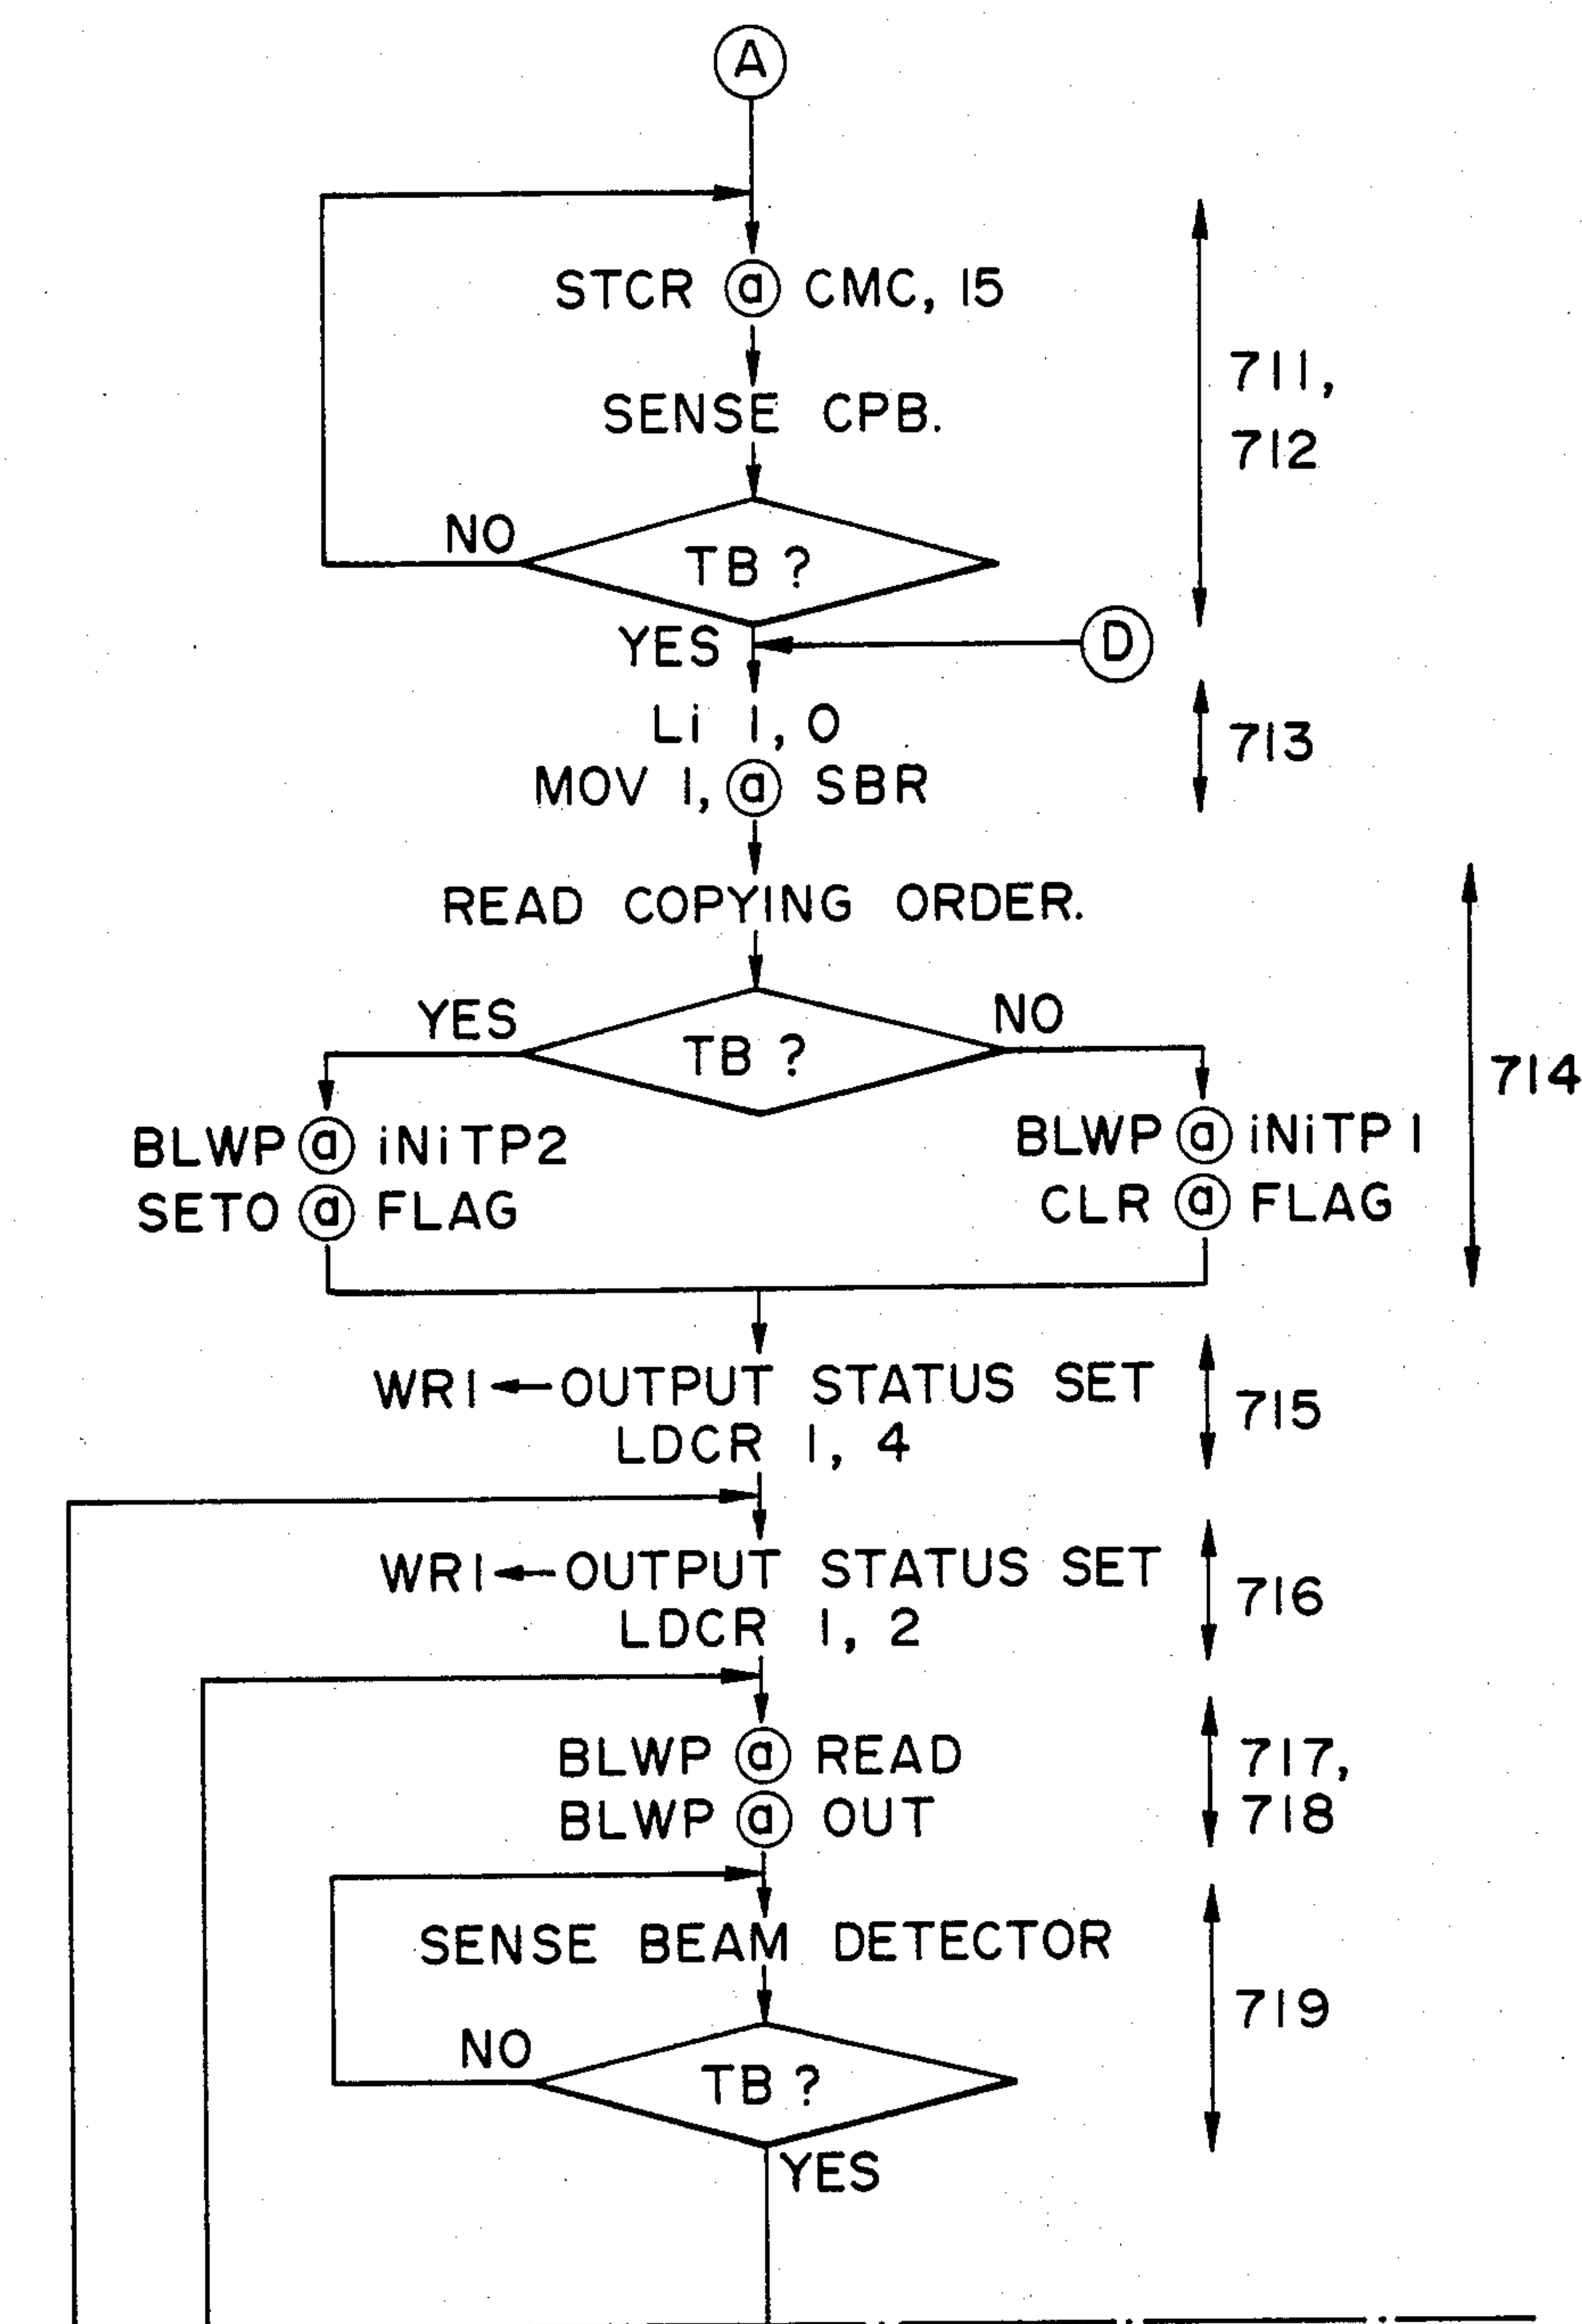 A
STCR @ CMC, 15
711,
SENSE CPB.
712
NO
TB ?
YES
D
Li 1, 0
713
MOV 1, @ SBR
READ COPYING ORDER.
YES
NO
TB ?
714
BLWP @ iNiTP2
BLWP @ iNiTP1
SETO @ FLAG
CLR @ FLAG
WR1←OUTPUT STATUS SET
715
LDCR 1, 4
WR1←OUTPUT STATUS SET
716
LDCR 1, 2
BLWP @ READ
717,
BLWP @ OUT
718
SENSE BEAM DETECTOR
719
NO
TB ?
YES